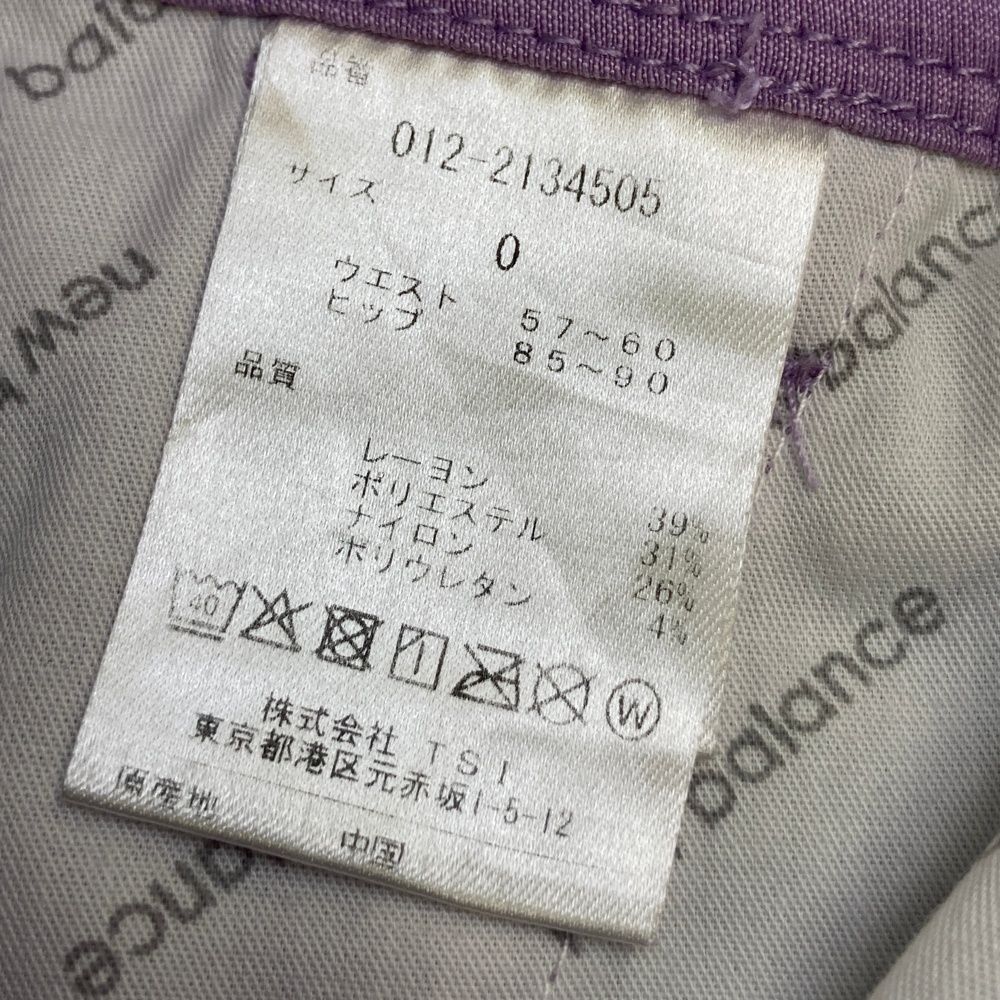 品番
012-2134505
サイズ
0
ウエスト 57～60
ヒップ 85～90
品質
レーヨン 39%
ポリエステル 31%
ナイロン 26%
ポリウレタン 4%
40
W
株式会社 TSI
東京都港区元赤坂1-5-12
原産地
中国
bala
new b
balance
balance
balance